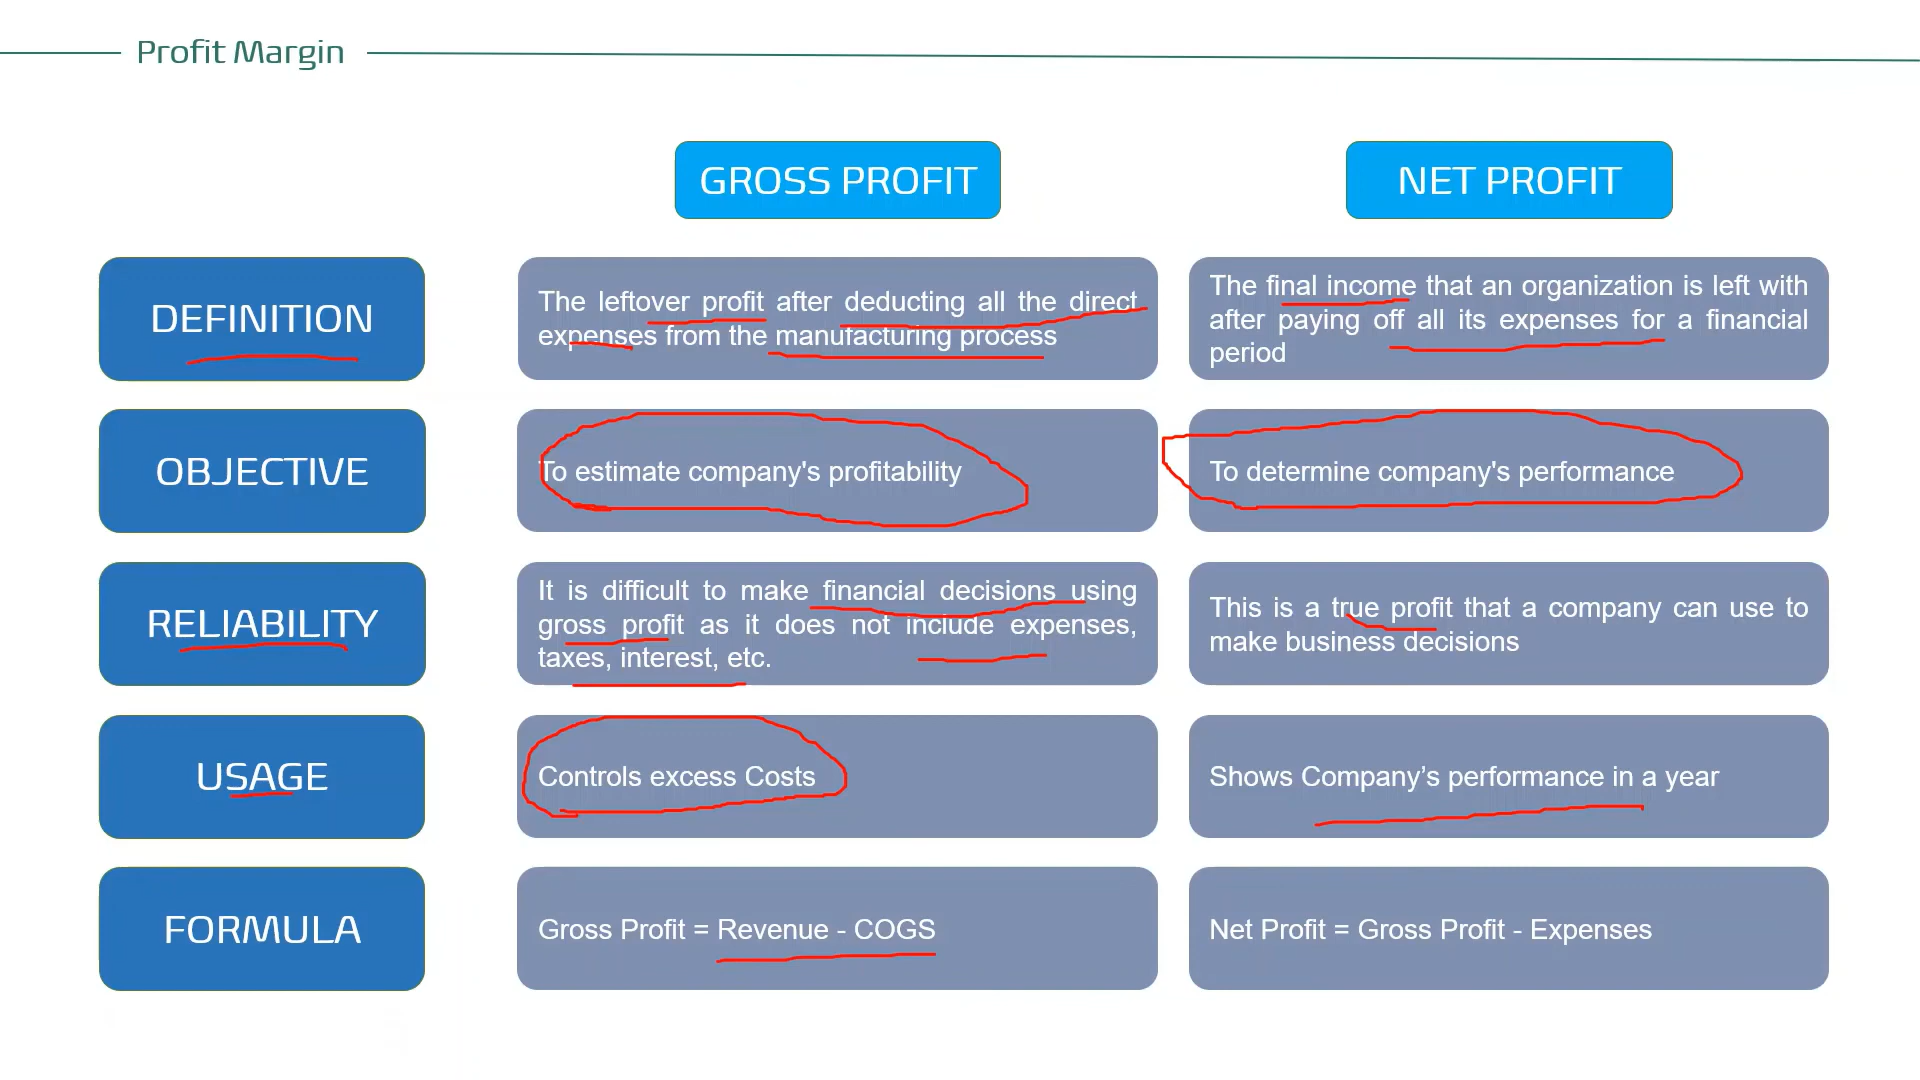 Profit Margin
GROSS PROFIT
NET PROFIT
DEFINITION
The leftover profit after deducting all the direct
expenses from the manufacturing process
The final income that an organization is left with
after paying off all its expenses for a financial
period
OBJECTIVE
To estimate company's profitability
To determine company's performance
RELIABILITY
It is difficult to make financial decisions using
gross profit as it does not include expenses,
taxes, interest, etc.
This is a true profit that a company can use to
make business decisions
USAGE
Controls excess Costs
Shows Company’s performance in a year
FORMULA
Gross Profit = Revenue - COGS
Net Profit = Gross Profit - Expenses